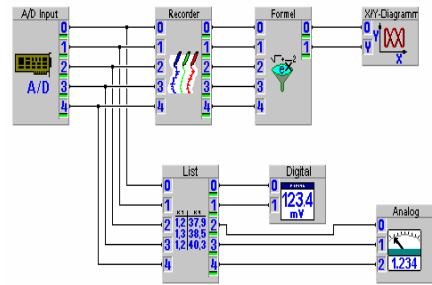 A/D Input
Recorder
Formel
X/Y-Diagramm
0 0 0 0 0 0
1 1 1 1 1 Y
2 2 2 2
3 3 3 3
4 4 4 4
A/D
Y
X
List
Digital
0 0 0
1 1 1
123.4
mV
2 1,2 37,9 2
3 1,3 38,5 3
1,2 40,3
4 4
Analog
0
1
2 1.234